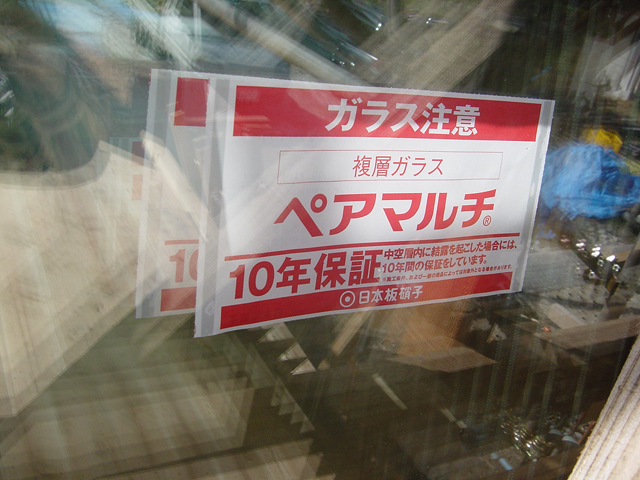 ガラス注意
複層ガラス
ペアマルチ®
10年保証
中空層内に結露を起こした場合には、
10年間の保証をしています。
日本板硝子